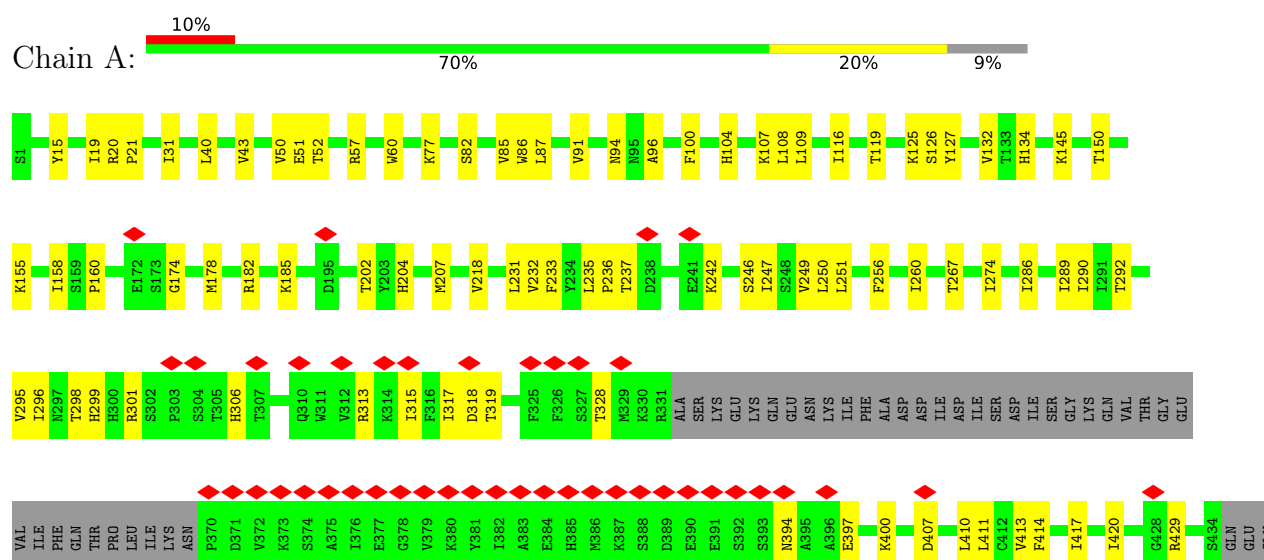 10%
Chain A:
70% 20% 9%
S1 Y15 I19 R20 P21 I31 L40 V43 V50 E51 T52 R57 W60 K77 S82 V85 W86 L87 V91 N94 N95 A96 F100 H104 K107 L108 L109 I116 T119 K125 S126 Y127 V132 T133 H134 K145 T150
K155 I158 S159 P160 E172 S173 G174 M178 R182 K185 D195 T202 Y203 H204 M207 V218 L231 V232 F233 Y234 L235 P236 T237 D238 E241 K242 S246 I247 S248 V249 L250 L251 F256 I260 T267 I274 I286 I289 I290 I291 T292
V295 I296 N297 T298 H299 H300 R301 S302 P303 S304 T305 H306 T307 Q310 W311 V312 R313 K314 I315 F316 I317 D318 T319 F325 F326 S327 T328 M329 K330 R331 ALA SER LYS GLU LYS GLN GLU ASN LYS ILE PHE ALA ASP ASP ILE ASP ILE SER ASP ILE SER GLY LYS GLN VAL THR GLY GLU
VAL ILE PHE GLN THR PRO LEU ILE LYS ASN P370 D371 V372 K373 S374 A375 I376 E377 G378 V379 K380 Y381 I382 A383 E384 H385 M386 K387 S388 D389 E390 E391 S392 S393 N394 A395 A396 E397 K400 D407 L410 L411 C412 V413 F414 I417 I420 G428 R429 S434 GLN GLU